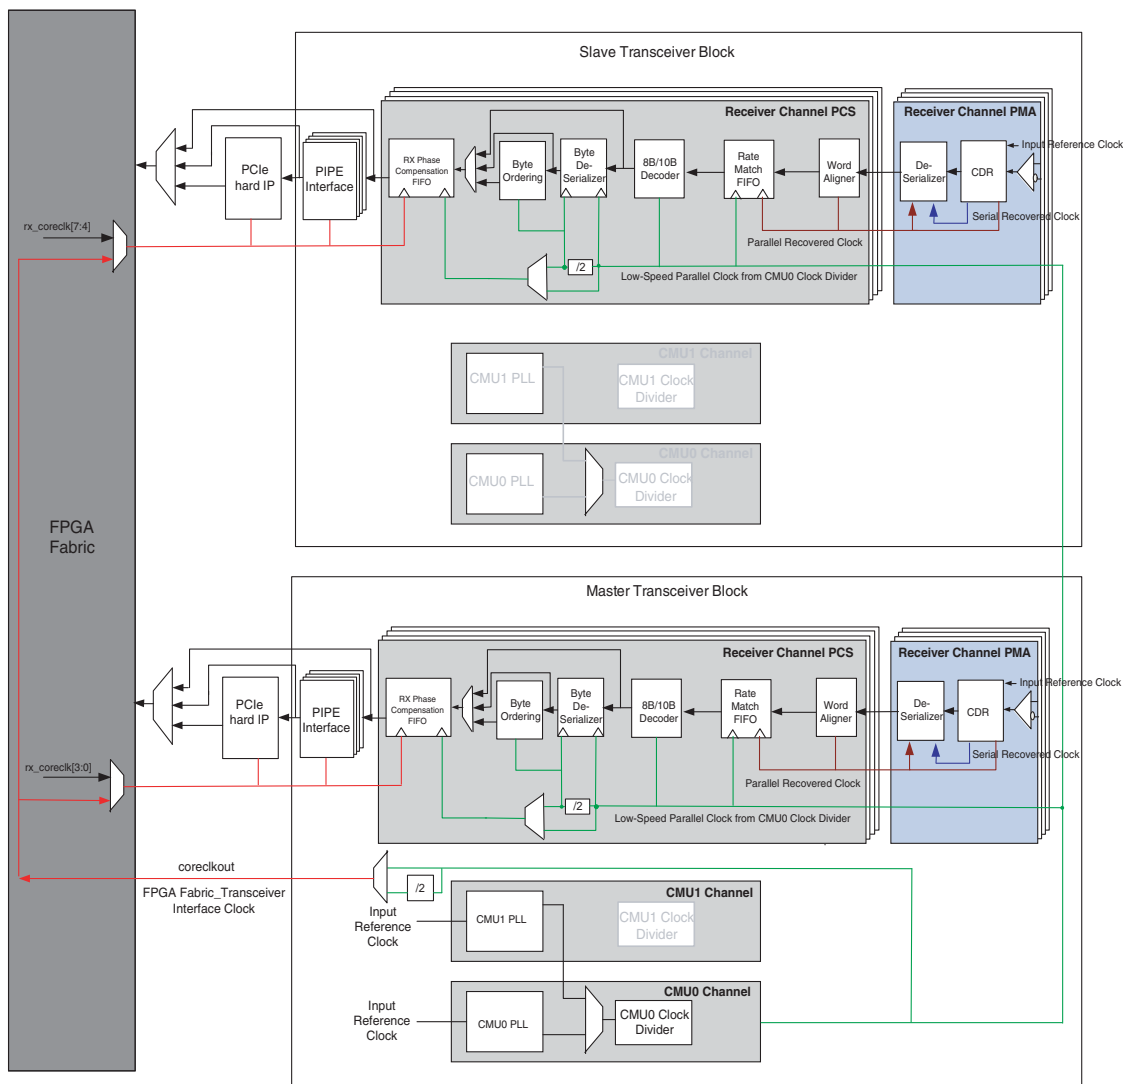 Slave Transceiver Block
Receiver Channel PCS
Receiver Channel PMA
Input Reference Clock
PCIe
hard IP
PIPE
Interface
RX Phase
Compensation
FIFO
Byte
Ordering
Byte
De-
Serializer
8B/10B
Decoder
Rate
Match
FIFO
Word
Aligner
De-
Serializer
CDR
Serial Recovered Clock
rx_coreclk[7:4]
Parallel Recovered Clock
/2
Low-Speed Parallel Clock from CMU0 Clock Divider
CMU1 Channel
CMU1 PLL
CMU1 Clock
Divider
CMU0 Channel
CMU0 PLL
CMU0 Clock
Divider
FPGA
Fabric
Master Transceiver Block
Receiver Channel PCS
Receiver Channel PMA
Input Reference Clock
PCIe
hard IP
PIPE
Interface
RX Phase
Compensation
FIFO
Byte
Ordering
Byte
De-
Serializer
8B/10B
Decoder
Rate
Match
FIFO
Word
Aligner
De-
Serializer
CDR
Serial Recovered Clock
rx_coreclk[3:0]
Parallel Recovered Clock
/2
Low-Speed Parallel Clock from CMU0 Clock Divider
coreclkout
FPGA Fabric_Transceiver
Interface Clock
/2
CMU1 Channel
Input
Reference
Clock
CMU1 PLL
CMU1 Clock
Divider
CMU0 Channel
Input
Reference
Clock
CMU0 PLL
CMU0 Clock
Divider